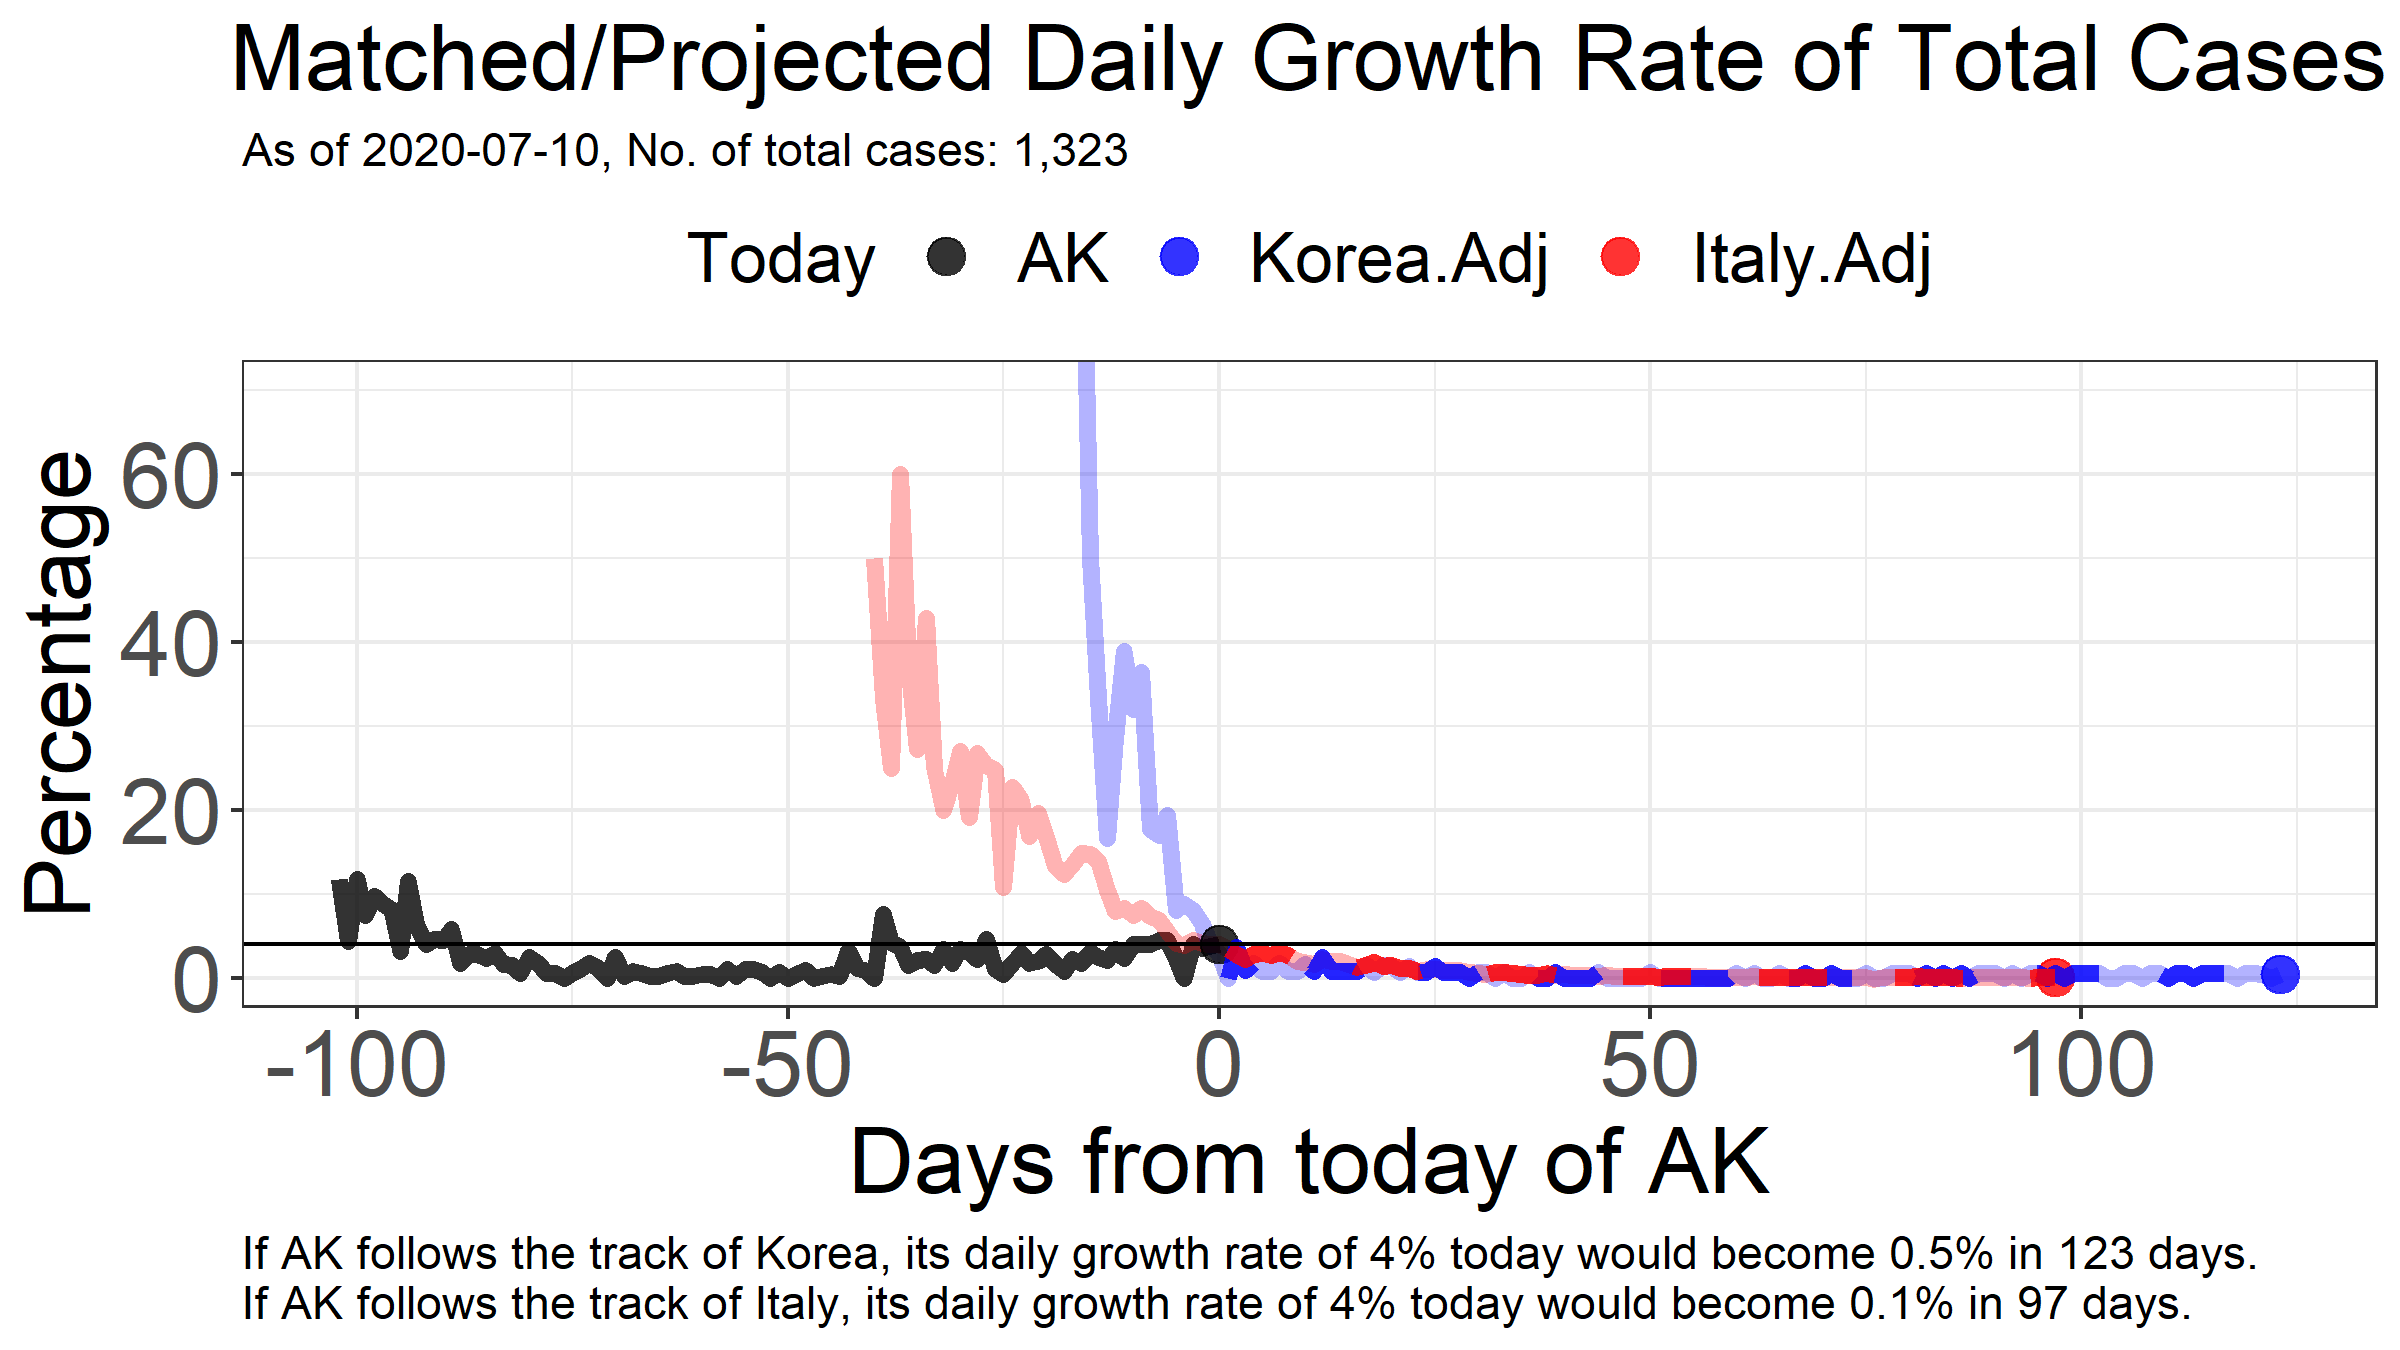 Matched/Projected Daily Growth Rate of Total Cases
As of 2020-07-10, No. of total cases: 1,323
Today AK Korea.Adj Italy.Adj
Percentage
60
40
20
0
-100 -50 0 50 100
Days from today of AK
If AK follows the track of Korea, its daily growth rate of 4% today would become 0.5% in 123 days.
If AK follows the track of Italy, its daily growth rate of 4% today would become 0.1% in 97 days.